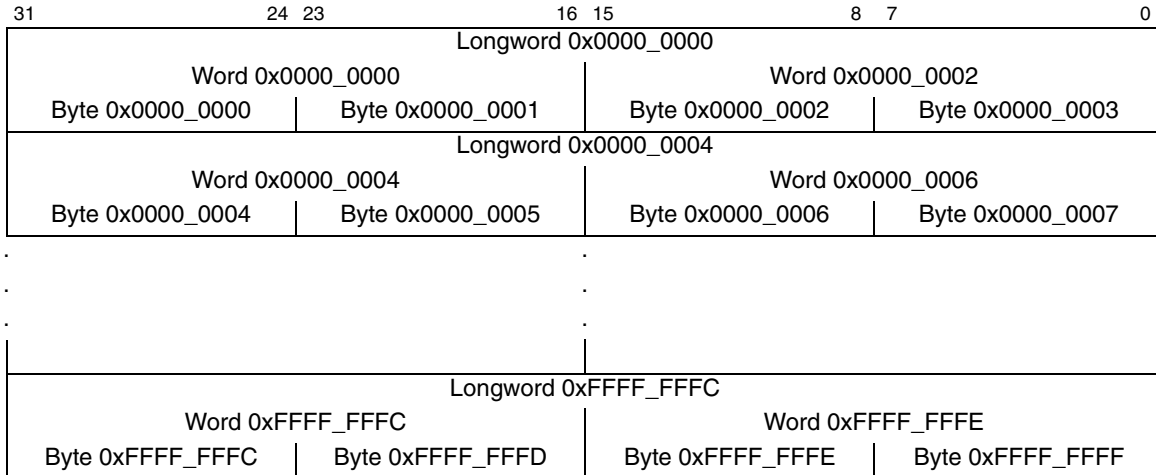 31 24 23 16 15 8 7 0
Longword 0x0000_0000
Word 0x0000_0000 Word 0x0000_0002
Byte 0x0000_0000 Byte 0x0000_0001 Byte 0x0000_0002 Byte 0x0000_0003
Longword 0x0000_0004
Word 0x0000_0004 Word 0x0000_0006
Byte 0x0000_0004 Byte 0x0000_0005 Byte 0x0000_0006 Byte 0x0000_0007
. .
. .
. .
Longword 0xFFFF_FFFC
Word 0xFFFF_FFFC Word 0xFFFF_FFFE
Byte 0xFFFF_FFFC Byte 0xFFFF_FFFD Byte 0xFFFF_FFFE Byte 0xFFFF_FFFF